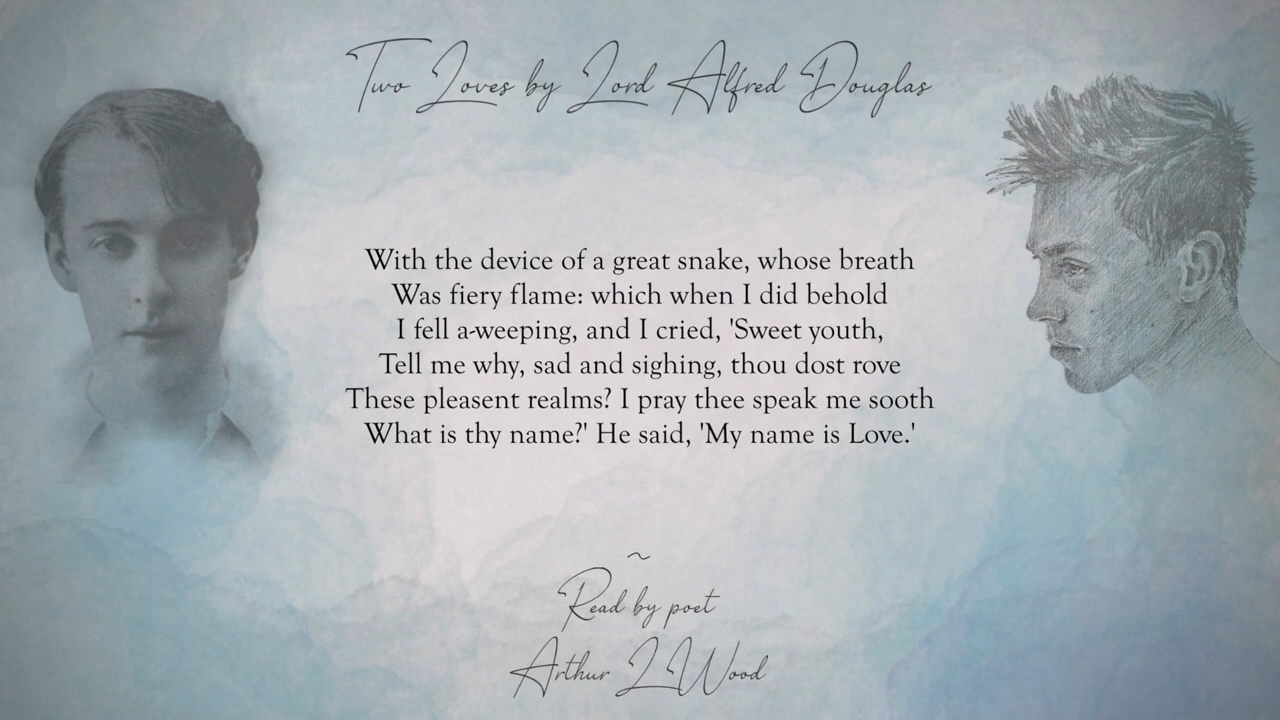 Two Loves by Lord Alfred Douglas
With the device of a great snake, whose breath
Was fiery flame: which when I did behold
I fell a-weeping, and I cried, 'Sweet youth,
Tell me why, sad and sighing, thou dost rove
These pleasent realms? I pray thee speak me sooth
What is thy name?' He said, 'My name is Love.'
~
Read by poet
Arthur L Wood